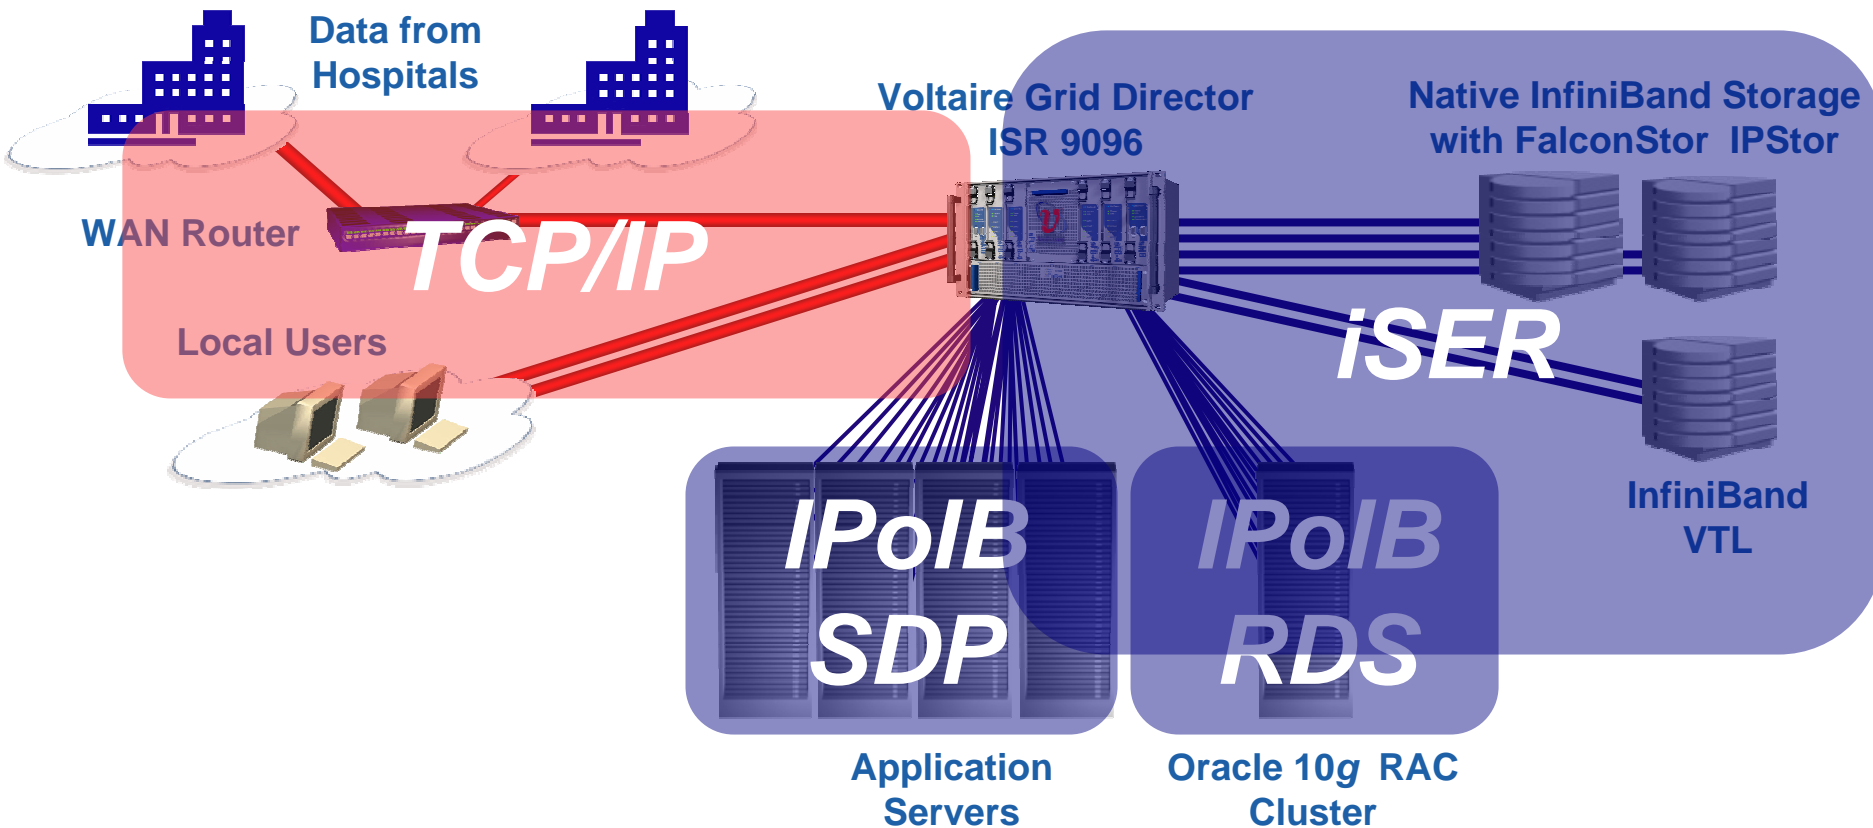 Data from
Hospitals
Voltaire Grid Director
ISR 9096
Native InfiniBand Storage
with FalconStor IPStor
WAN Router
TCP/IP
Local Users
iSER
InfiniBand
VTL
IPoIB
SDP
IPoIB
RDS
Application
Servers
Oracle 10g RAC
Cluster